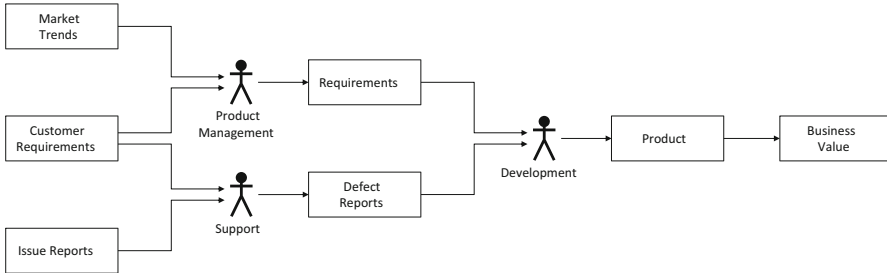 Market
Trends
Customer
Requirements
Issue Reports
Product
Management
Support
Requirements
Defect
Reports
Development
Product
Business
Value